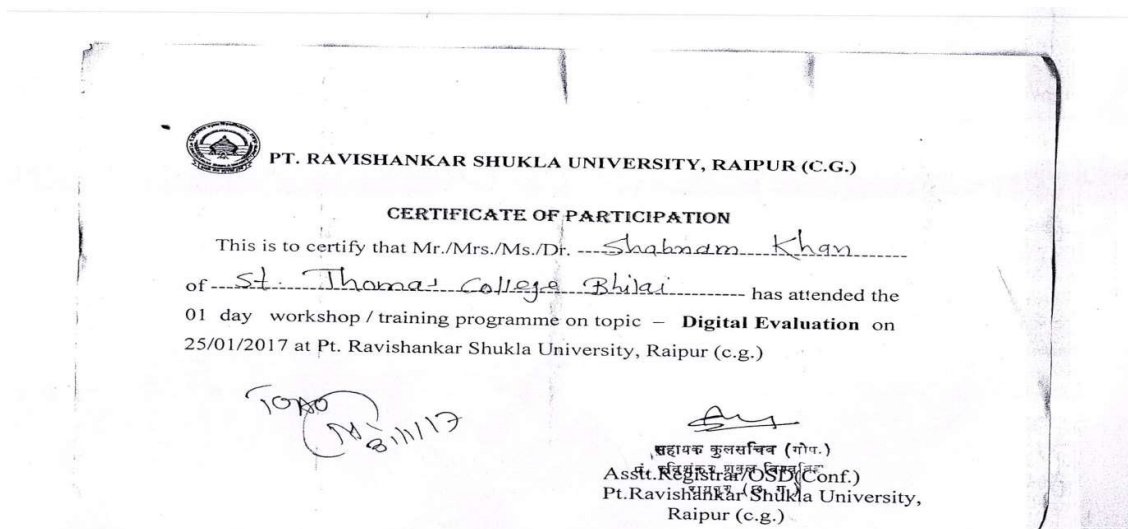 PT. RAVISHANKAR SHUKLA UNIVERSITY, RAIPUR (C.G.)
CERTIFICATE OF PARTICIPATION
This is to certify that Mr./Mrs./Ms./Dr. Shabnam Khan
of St. Thomas College Bhilai has attended the
01 day workshop / training programme on topic – Digital Evaluation on
25/01/2017 at Pt. Ravishankar Shukla University, Raipur (c.g.)
सहायक कुलसचिव (गोप.)
Asstt.Registrar/OSD(Conf.)
Pt.Ravishankar Shukla University,
Raipur (c.g.)